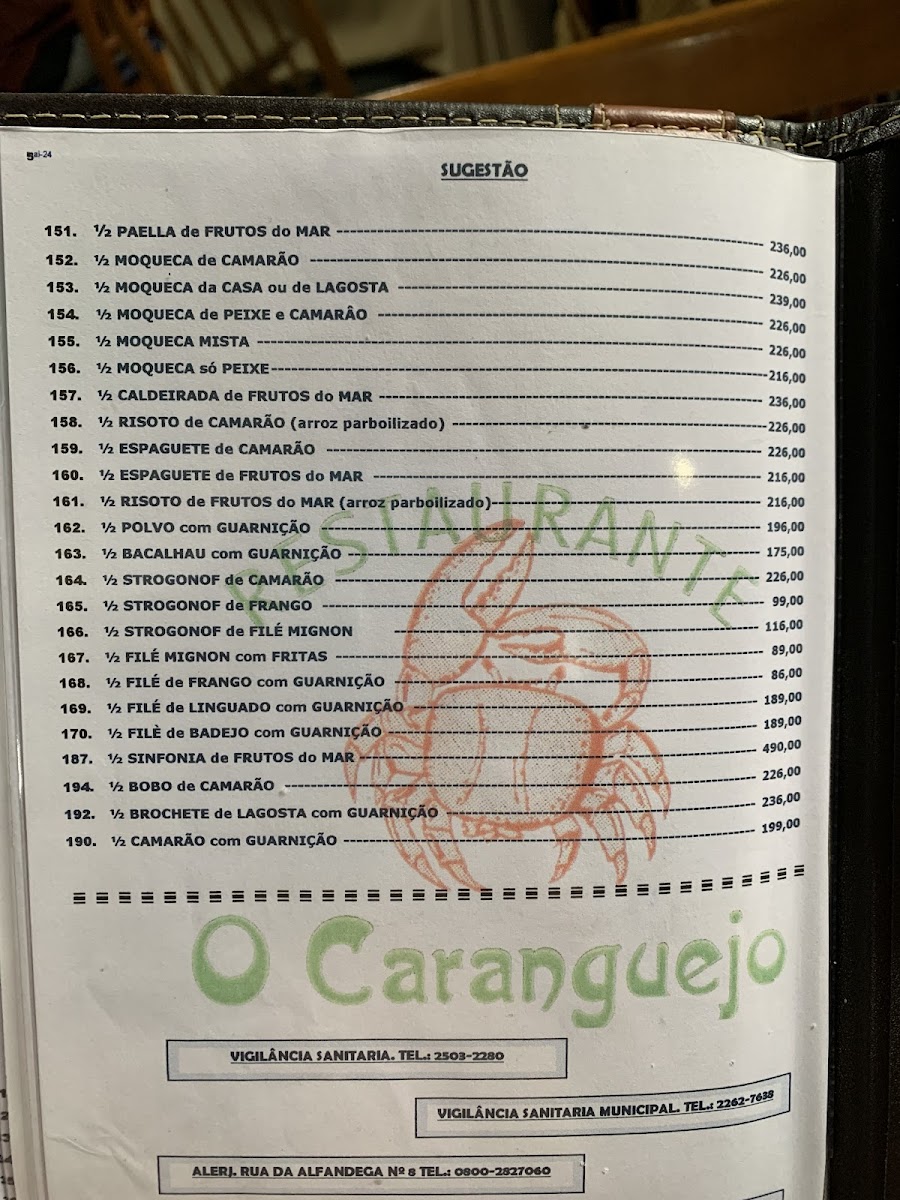 mai-24
SUGESTÃO
151. ½ PAELLA de FRUTOS do MAR ---------- 236,00
152. ½ MOQUECA de CAMARÃO ---------- 226,00
153. ½ MOQUECA da CASA ou de LAGOSTA ---------- 239,00
154. ½ MOQUECA de PEIXE e CAMARÂO ---------- 226,00
155. ½ MOQUECA MISTA ---------- 226,00
156. ½ MOQUECA só PEIXE ---------- 216,00
157. ½ CALDEIRADA de FRUTOS do MAR ---------- 236,00
158. ½ RISOTO de CAMARÃO (arroz parboilizado) ---------- 226,00
159. ½ ESPAGUETE de CAMARÃO ---------- 226,00
160. ½ ESPAGUETE de FRUTOS do MAR ---------- 216,00
161. ½ RISOTO de FRUTOS do MAR (arroz parboilizado) ---------- 216,00
162. ½ POLVO com GUARNIÇÃO ---------- 196,00
163. ½ BACALHAU com GUARNIÇÃO ---------- 175,00
164. ½ STROGONOF de CAMARÃO ---------- 226,00
165. ½ STROGONOF de FRANGO ---------- 99,00
166. ½ STROGONOF de FILÉ MIGNON ---------- 116,00
167. ½ FILÉ MIGNON com FRITAS ---------- 89,00
168. ½ FILÉ de FRANGO com GUARNIÇÃO ---------- 86,00
169. ½ FILÉ de LINGUADO com GUARNIÇÃO ---------- 189,00
170. ½ FILÈ de BADEJO com GUARNIÇÃO ---------- 189,00
187. ½ SINFONIA de FRUTOS do MAR ---------- 490,00
194. ½ BOBO de CAMARÃO ---------- 226,00
192. ½ BROCHETE de LAGOSTA com GUARNIÇÃO ---------- 236,00
190. ½ CAMARÃO com GUARNIÇÃO ---------- 199,00
RESTAURANTE
O Caranguejo
VIGILÂNCIA SANITARIA. TEL.: 2503-2280
VIGILÂNCIA SANITARIA MUNICIPAL. TEL.: 2262-7638
ALERJ. RUA DA ALFANDEGA Nº 8 TEL.: 0800-2827060